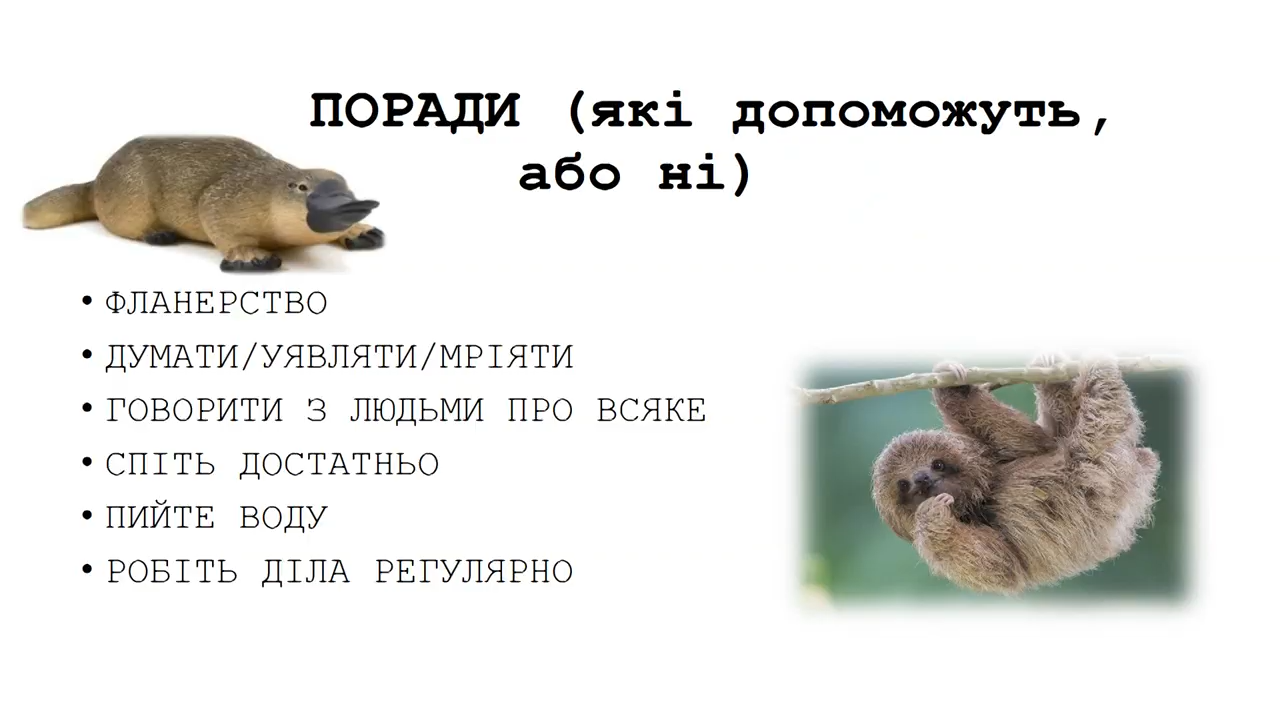 ПОРАДИ (які допоможуть,
або ні)
• ФЛАНЕРСТВО
• ДУМАТИ/УЯВЛЯТИ/МРІЯТИ
• ГОВОРИТИ З ЛЮДЬМИ ПРО ВСЯКЕ
• СПІТЬ ДОСТАТНЬО
• ПИЙТЕ ВОДУ
• РОБІТЬ ДІЛА РЕГУЛЯРНО